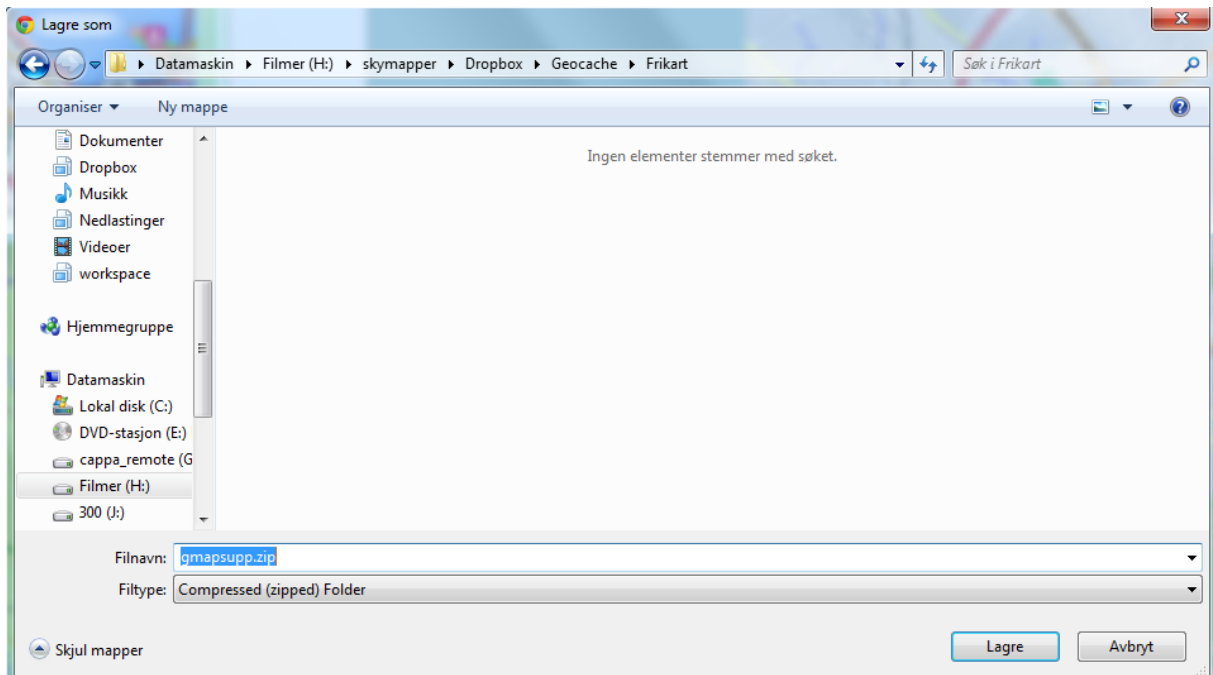 Lagre som
Datamaskin Filmer (H:) skymapper Dropbox Geocache Frikart
Søk i Frikart
Organiser Ny mappe
Dokumenter
Ingen elementer stemmer med søket.
Dropbox
Musikk
Nedlastinger
Videoer
workspace
Hjemmegruppe
Datamaskin
Lokal disk (C:)
DVD-stasjon (E:)
cappa_remote (G
Filmer (H:)
300 (J:)
Filnavn: gmapsupp.zip
Filtype: Compressed (zipped) Folder
Skjul mapper
Lagre
Avbryt